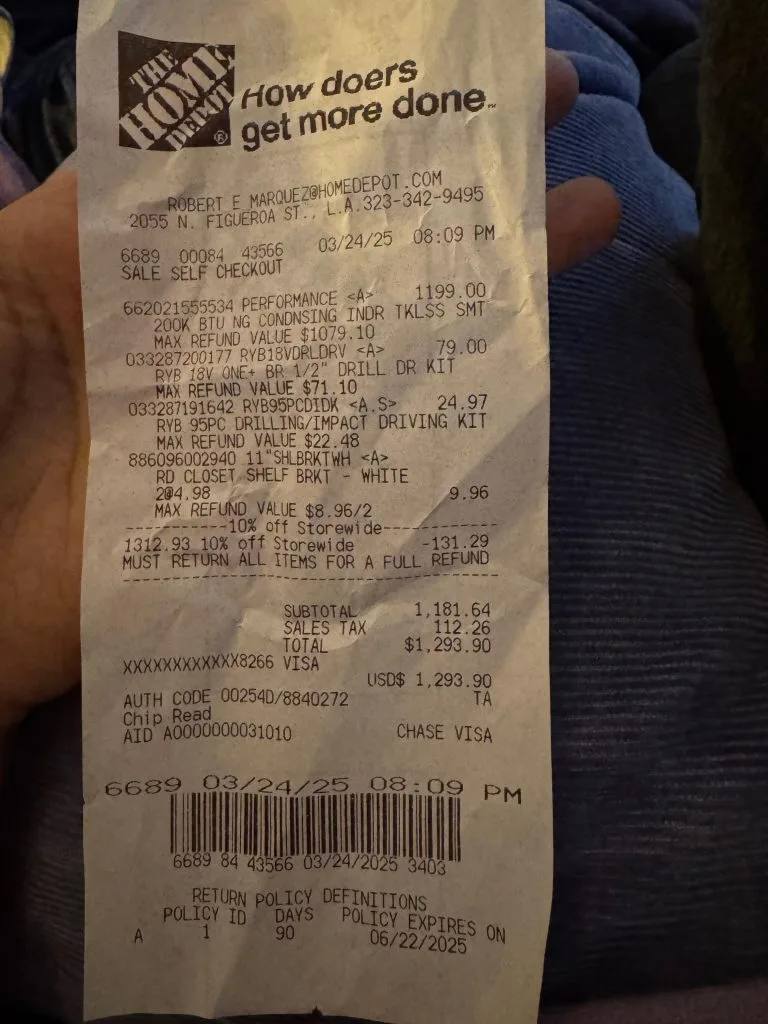 THE
HOME
DEPOT®
How doers
get more done.™
ROBERT E MARQUEZ@HOMEDEPOT.COM
2055 N. FIGUEROA ST., L.A.323-342-9495
6689 00084 43566 03/24/25 08:09 PM
SALE SELF CHECKOUT
662021555534 PERFORMANCE <A> 1199.00
200K BTU NG CONDNSING INDR TKLSS SMT
MAX REFUND VALUE $1079.10
033287200177 RYB18VDRLDRV <A> 79.00
RYB 18V ONE+ BR 1/2" DRILL DR KIT
MAX REFUND VALUE $71.10
033287191642 RYB95PCDIDK <A,S> 24.97
RYB 95PC DRILLING/IMPACT DRIVING KIT
MAX REFUND VALUE $22.48
886096002940 11"SHLBRKTWH <A>
RD CLOSET SHELF BRKT - WHITE
2@4.98 9.96
MAX REFUND VALUE $8.96/2
----------10% off Storewide-----------
1312.93 10% off Storewide -131.29
MUST RETURN ALL ITEMS FOR A FULL REFUND
--------------------------------------
SUBTOTAL 1,181.64
SALES TAX 112.26
TOTAL $1,293.90
XXXXXXXXXXXX8266 VISA
USD$ 1,293.90
AUTH CODE 00254D/8840272 TA
Chip Read
AID A0000000031010 CHASE VISA
6689 03/24/25 08:09 PM
6689 84 43566 03/24/2025 3403
RETURN POLICY DEFINITIONS
POLICY ID DAYS POLICY EXPIRES ON
A 1 90 06/22/2025